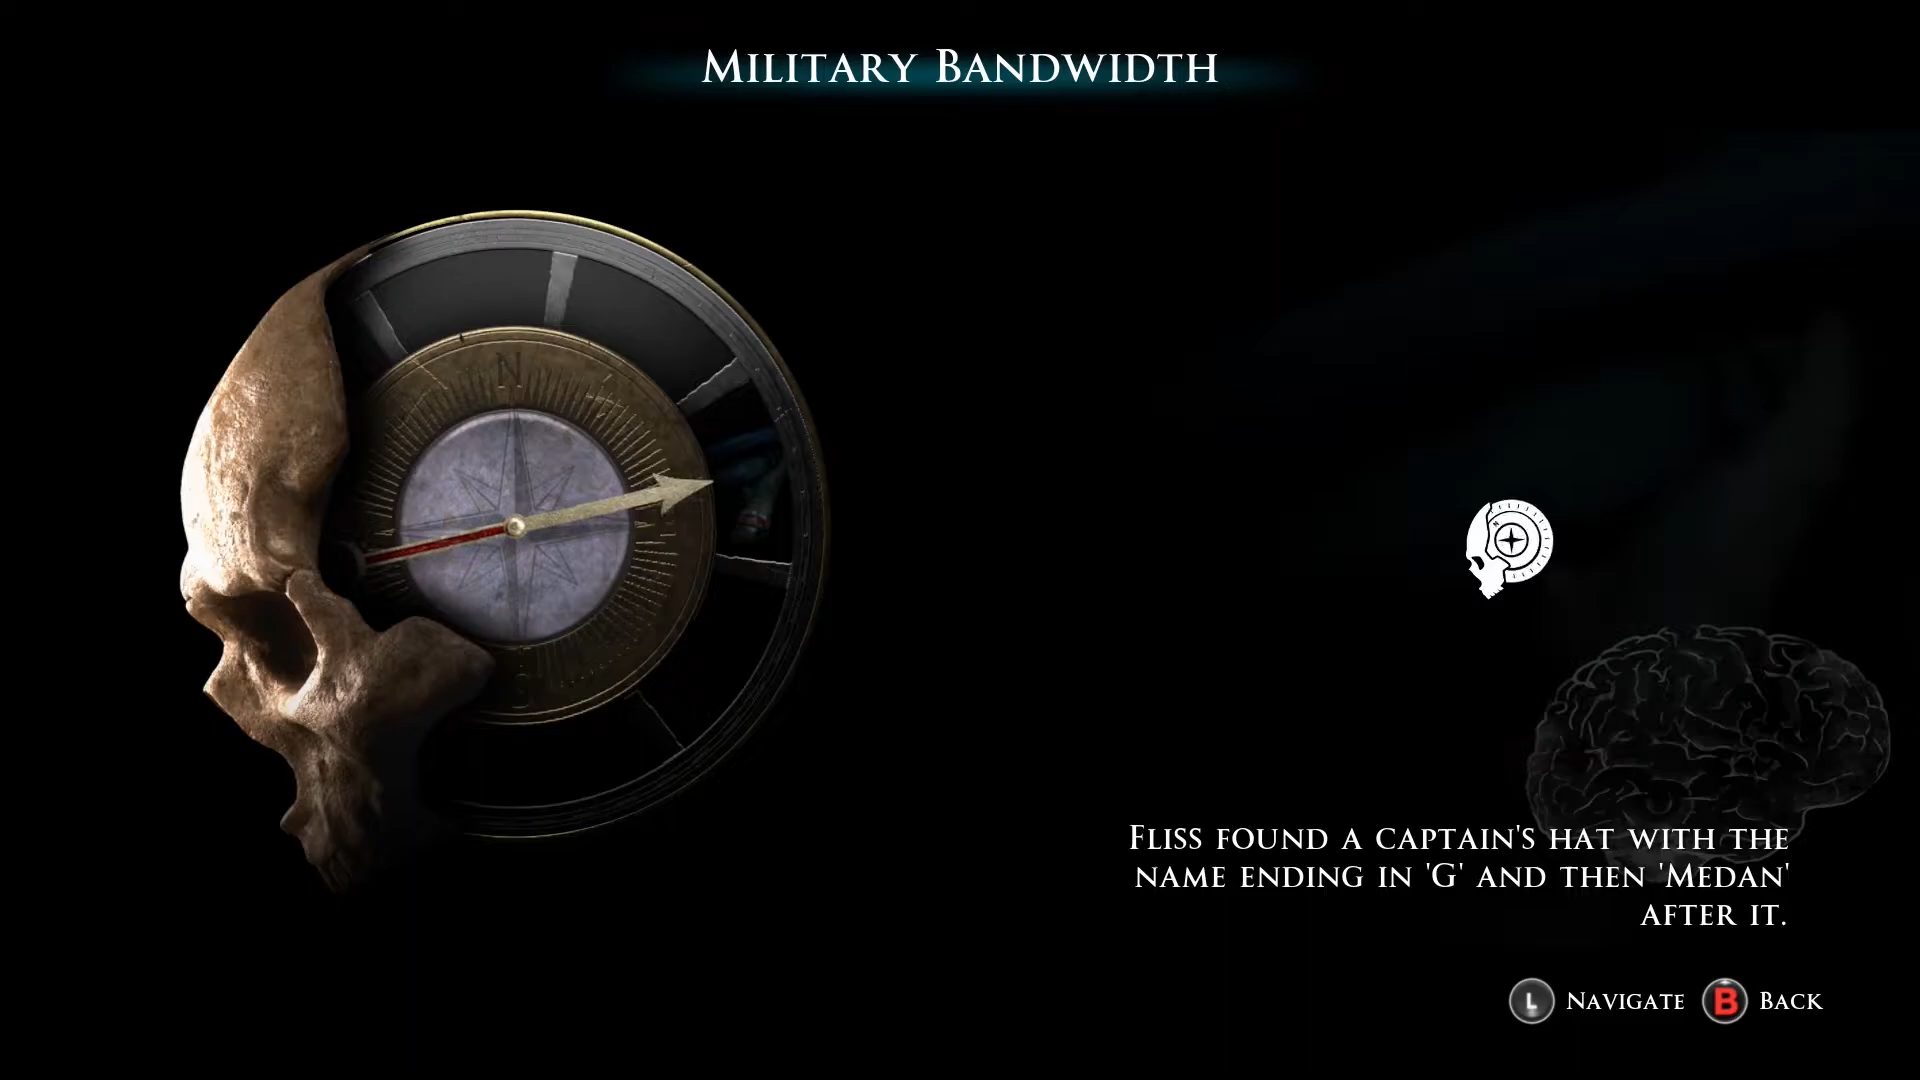 Military Bandwidth
N
S
Fliss found a captain's hat with the
name ending in 'G' and then 'Medan'
after it.
L Navigate B Back